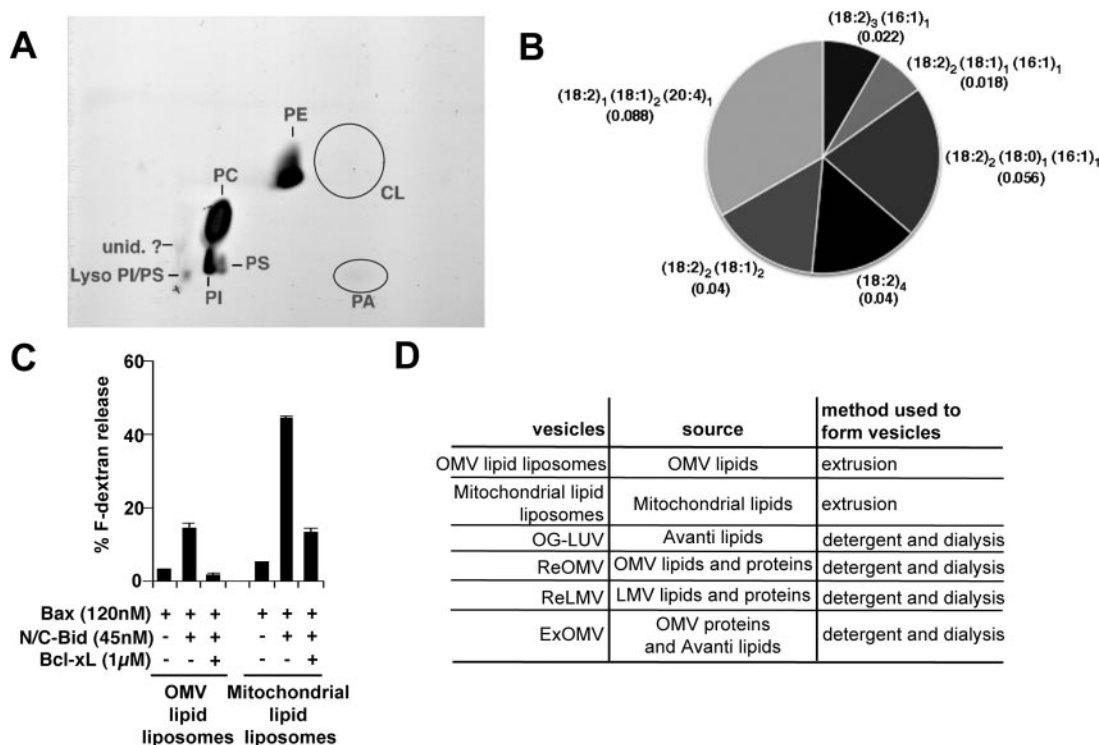 A
PE
PC
CL
unid. ?
Lyso PI/PS
PS
PI
PA
B
(18:2)₃ (16:1)₁
(0.022)
(18:2)₂ (18:1)₁ (16:1)₁
(0.018)
(18:2)₁ (18:1)₂ (20:4)₁
(0.088)
(18:2)₂ (18:0)₁ (16:1)₁
(0.056)
(18:2)₂ (18:1)₂
(0.04)
(18:2)₄
(0.04)
C
% F-dextran release
60
40
20
0
Bax (120nM) + + + + + +
N/C-Bid (45nM) - + + - + +
Bcl-xL (1µM) - - + - - +
OMV lipid liposomes
Mitochondrial lipid liposomes
D
vesicles source method used to form vesicles
OMV lipid liposomes OMV lipids extrusion
Mitochondrial lipid liposomes Mitochondrial lipids extrusion
OG-LUV Avanti lipids detergent and dialysis
ReOMV OMV lipids and proteins detergent and dialysis
ReLMV LMV lipids and proteins detergent and dialysis
ExOMV OMV proteins and Avanti lipids detergent and dialysis